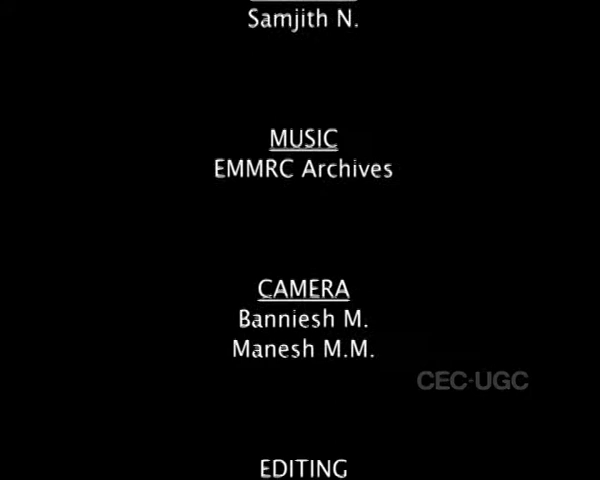 Samjith N.
MUSIC
EMMRC Archives
CAMERA
Banniesh M.
Manesh M.M.
CEC-UGC
EDITING